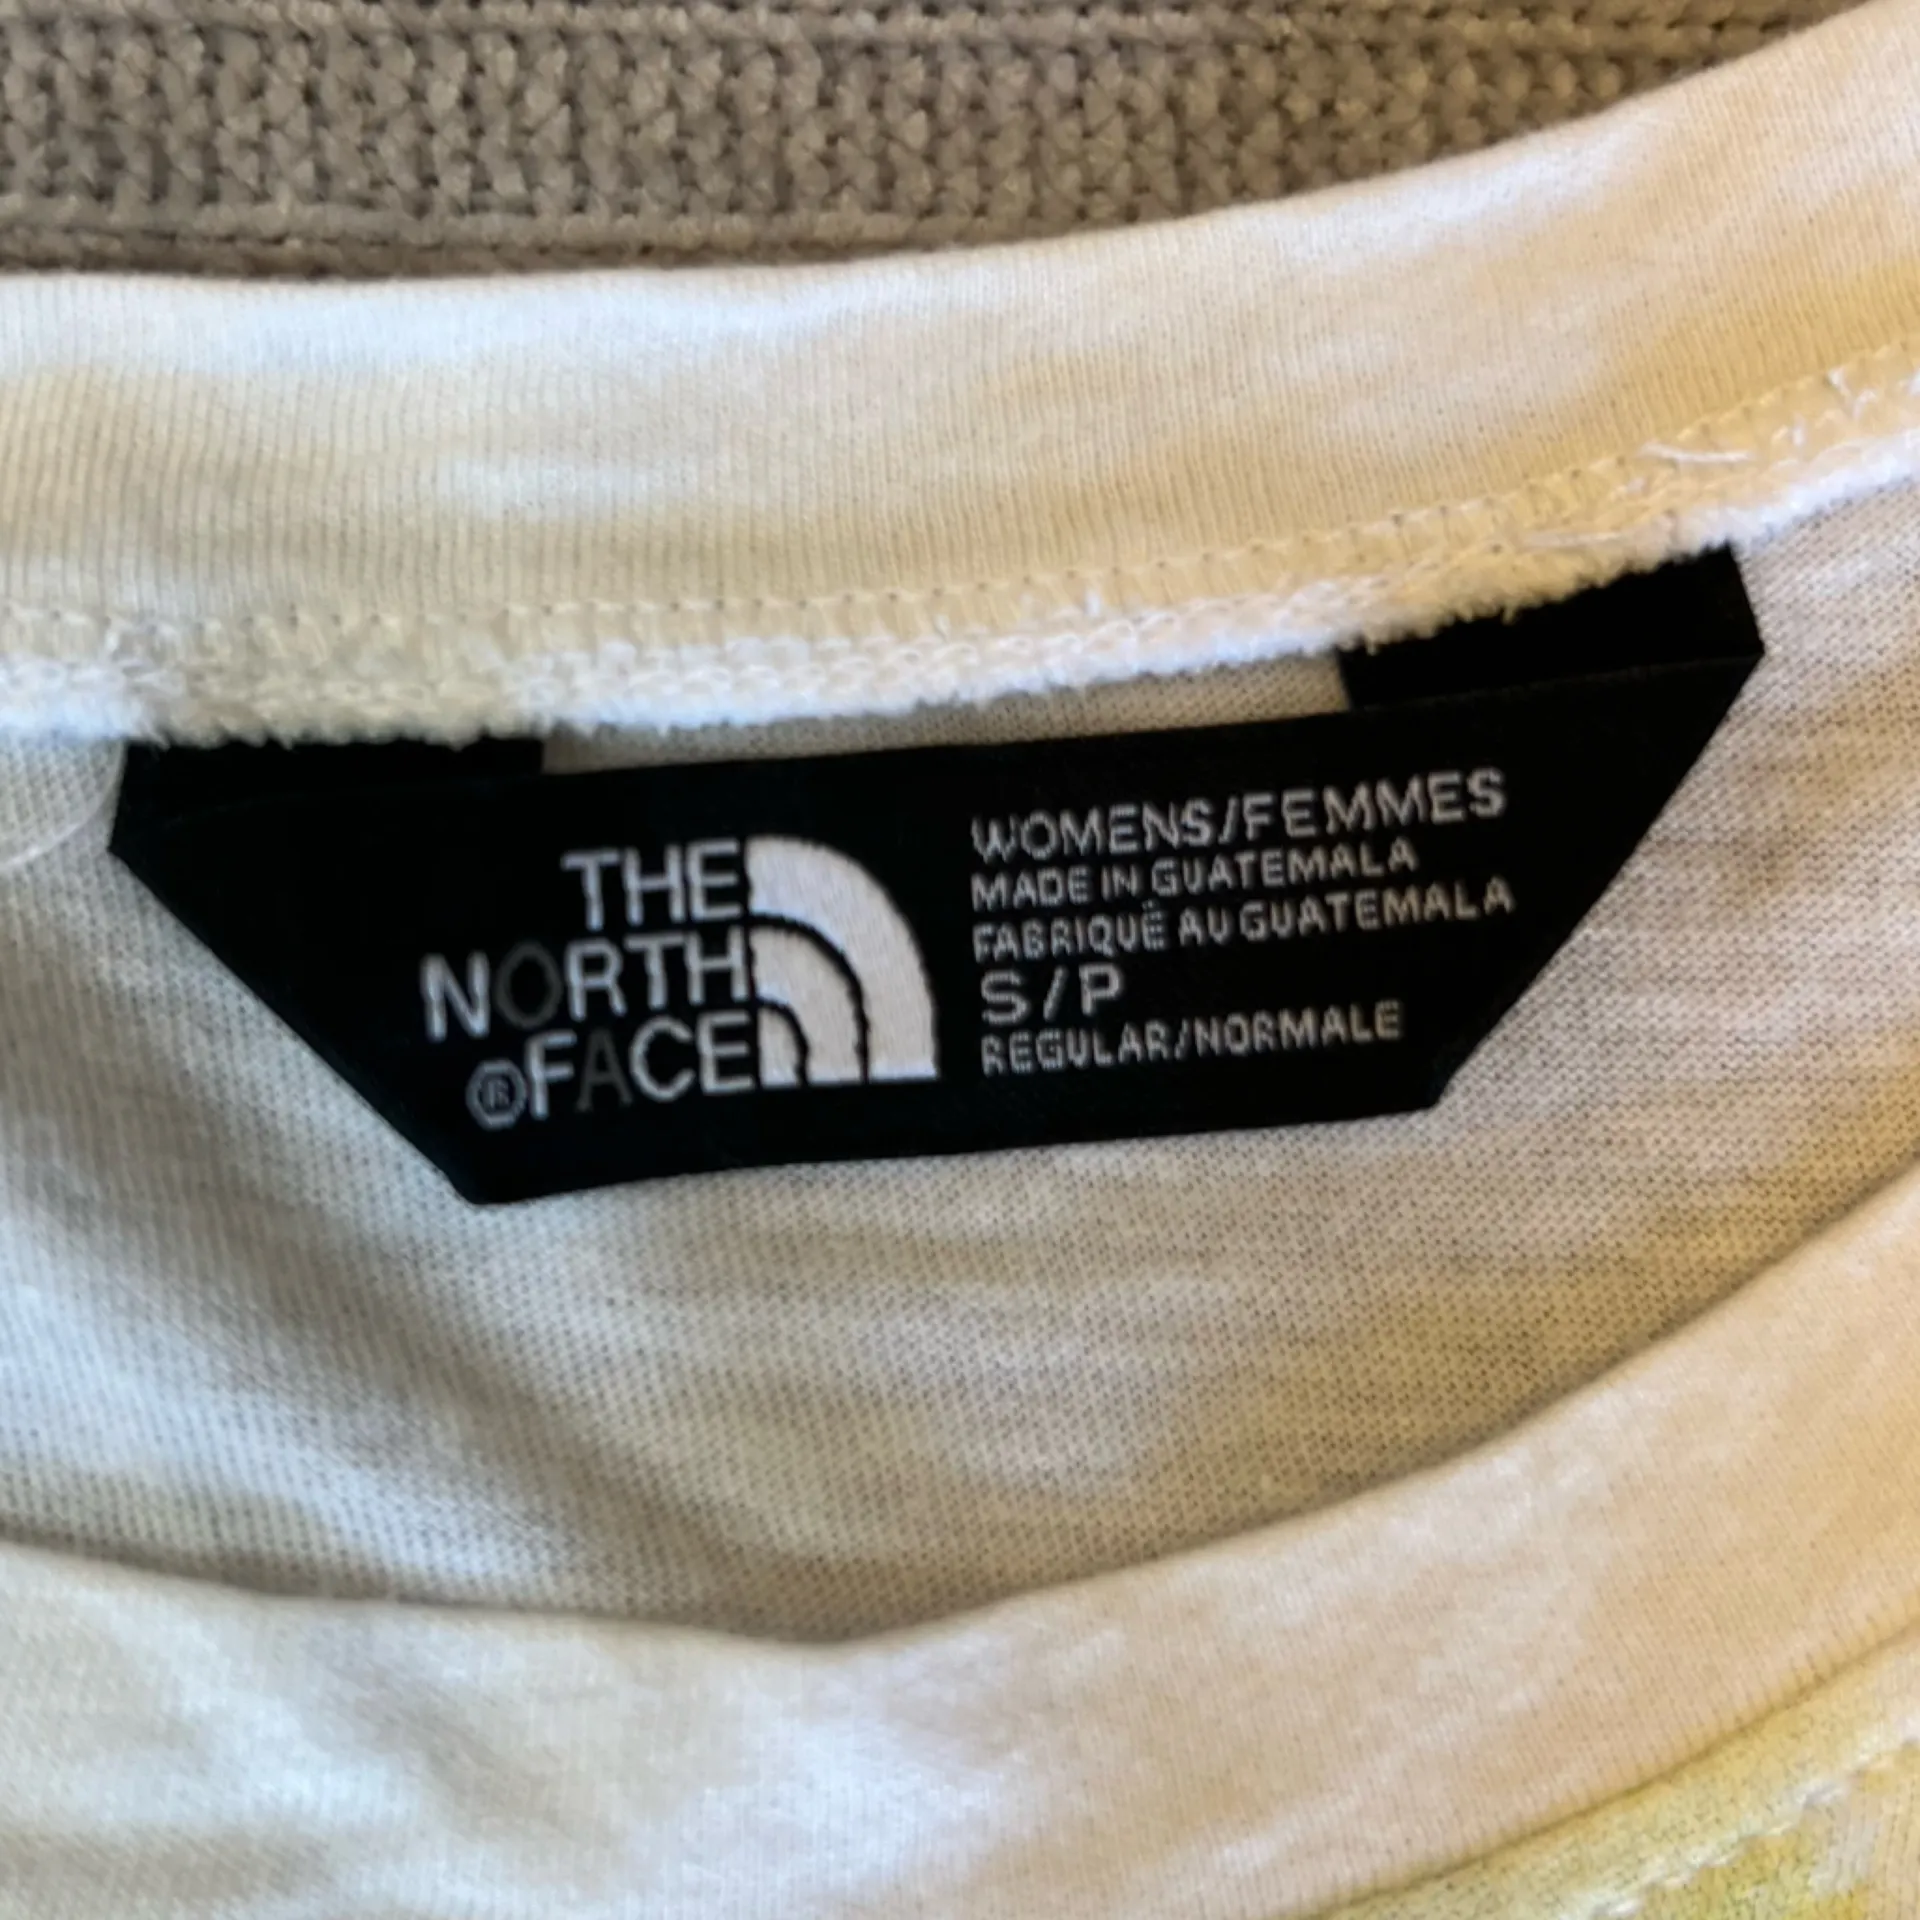 THE
NORTH
®FACE
WOMENS/FEMMES
MADE IN GUATEMALA
FABRIQUÉ AU GUATEMALA
S/P
REGULAR/NORMALE